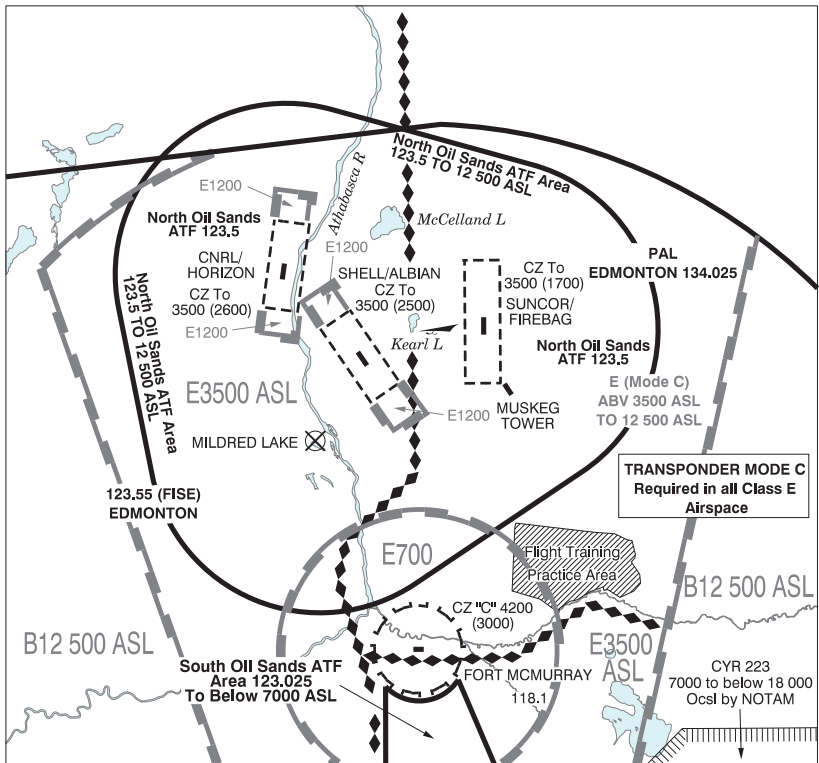 North Oil Sands ATF Area
123.5 TO 12 500 ASL
E1200
Athabasca R
North Oil Sands
ATF 123.5
McCelland L
E1200
CNRL/
HORIZON
CZ To
3500 (2600)
SHELL/ALBIAN
CZ To
3500 (2500)
CZ To
3500 (1700)
SUNCOR/
FIREBAG
PAL
EDMONTON 134.025
North Oil Sands ATF Area
123.5 TO 12 500 ASL
E1200
Kearl L
North Oil Sands
ATF 123.5
E3500 ASL
E (Mode C)
ABV 3500 ASL
TO 12 500 ASL
E1200
MUSKEG
TOWER
MILDRED LAKE
TRANSPONDER MODE C
Required in all Class E
Airspace
123.55 (FISE)
EDMONTON
E700
Flight Training
Practice Area
B12 500 ASL
CZ "C" 4200
(3000)
B12 500 ASL
E3500
ASL
South Oil Sands ATF
Area 123.025
To Below 7000 ASL
FORT MCMURRAY
118.1
CYR 223
7000 to below 18 000
Ocsl by NOTAM